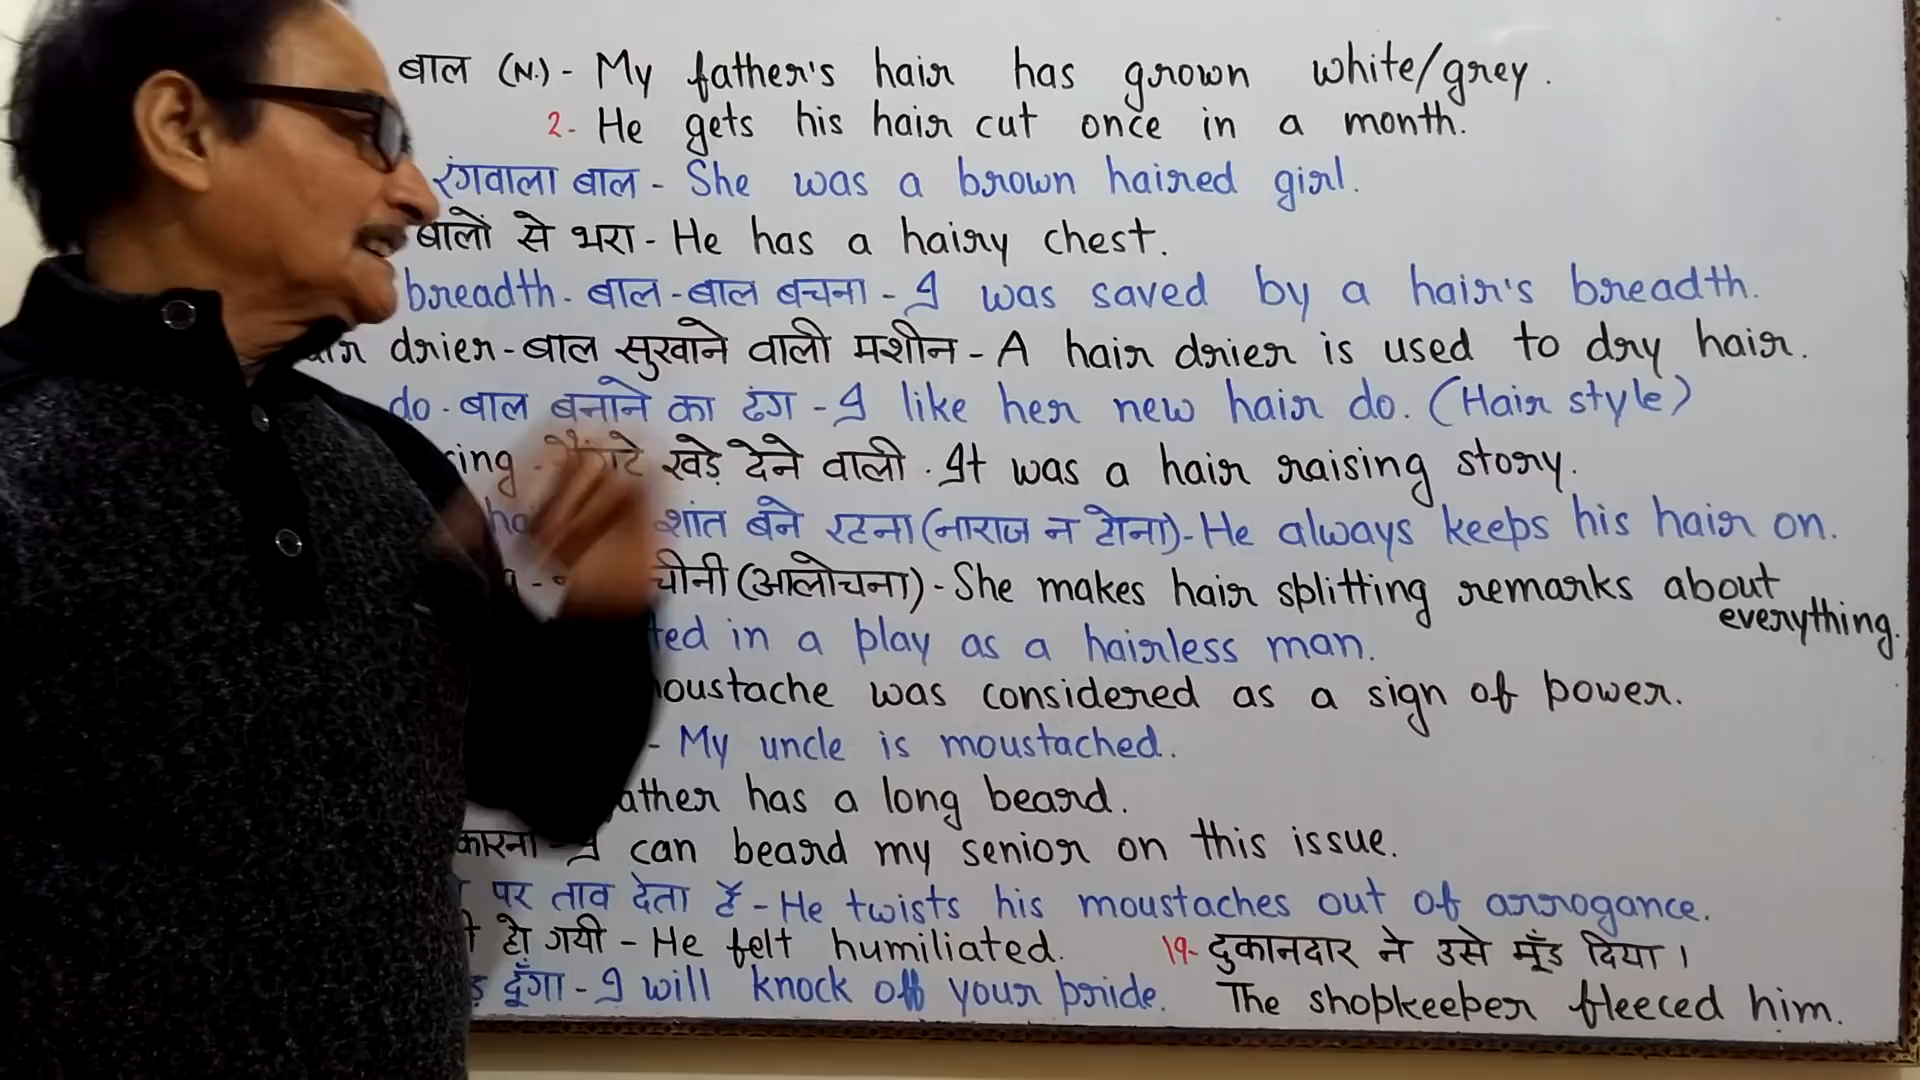 बाल (N.) - My father's hair has grown white/grey.
2- He gets his hair cut once in a month.
रंगवाला बाल - She was a brown haired girl.
बालों से भरा - He has a hairy chest.
breadth - बाल-बाल बचना - I was saved by a hair's breadth.
drier - बाल सुखाने वाली मशीन - A hair drier is used to dry hair.
do - बाल बनाने का ढंग - I like her new hair do. (Hair style)
खड़े देने वाली . It was a hair raising story.
शांत बने रहना (नाराज न होना) - He always keeps his hair on.
(आलोचना) - She makes hair splitting remarks about everything.
in a play as a hairless man.
was considered as a sign of power.
- My uncle is moustached.
has a long beard.
I can beard my senior on this issue.
पर ताव देता है - He twists his moustaches out of arrogance.
हो गयी - He felt humiliated.
दूँगा - I will knock off your pride.
19- दुकानदार ने उसे मूँड दिया।
The shopkeeper fleeced him.